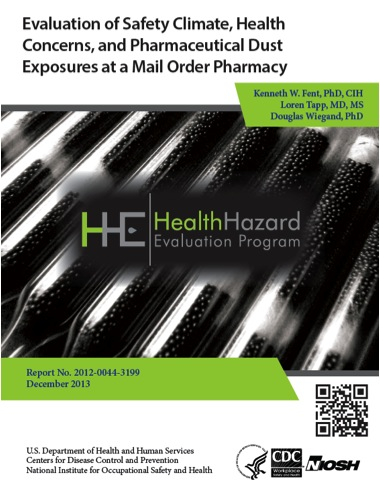 Evaluation of Safety Climate, Health
Concerns, and Pharmaceutical Dust
Exposures at a Mail Order Pharmacy
Kenneth W. Fent, PhD, CIH
Loren Tapp, MD, MS
Douglas Wiegand, PhD
HHE HealthHazard
Evaluation Program
Report No. 2012-0044-3199
December 2013
U.S. Department of Health and Human Services
Centers for Disease Control and Prevention
National Institute for Occupational Safety and Health
CDC
Workplace
NIOSH